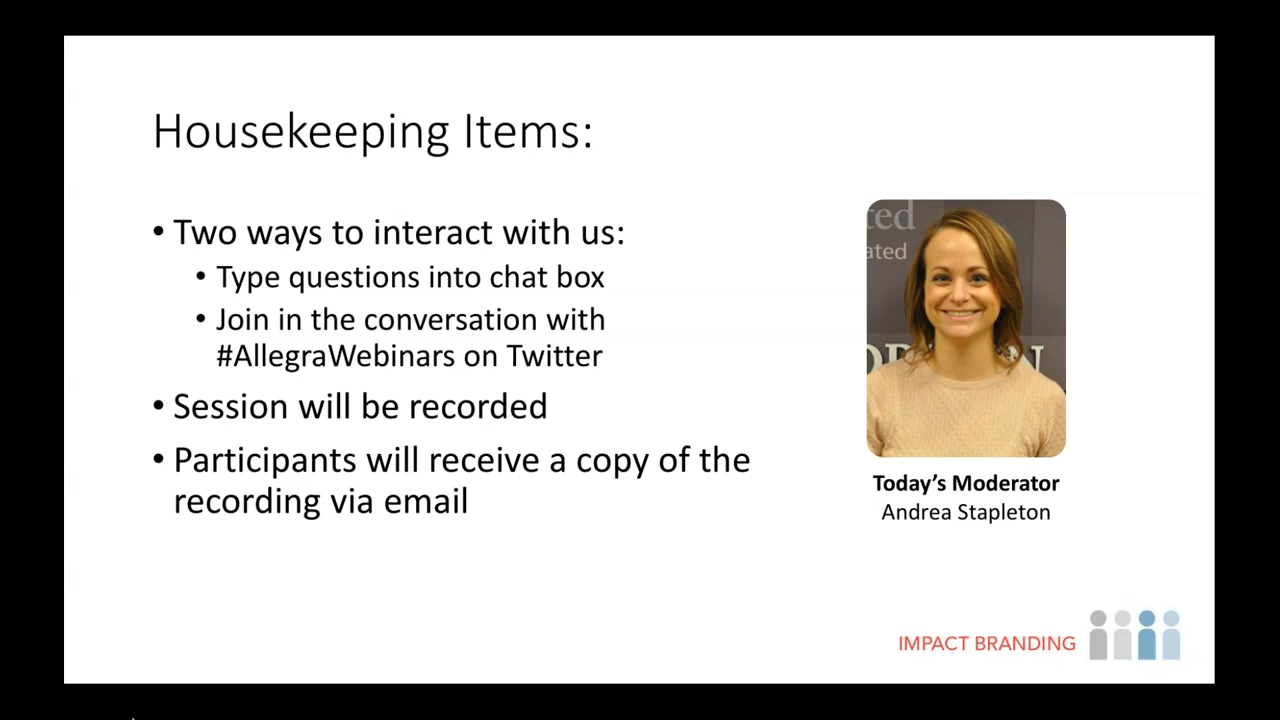 Housekeeping Items:
• Two ways to interact with us:
• Type questions into chat box
• Join in the conversation with
#AllegraWebinars on Twitter
• Session will be recorded
• Participants will receive a copy of the
recording via email
ted
ated
Today’s Moderator
Andrea Stapleton
IMPACT BRANDING